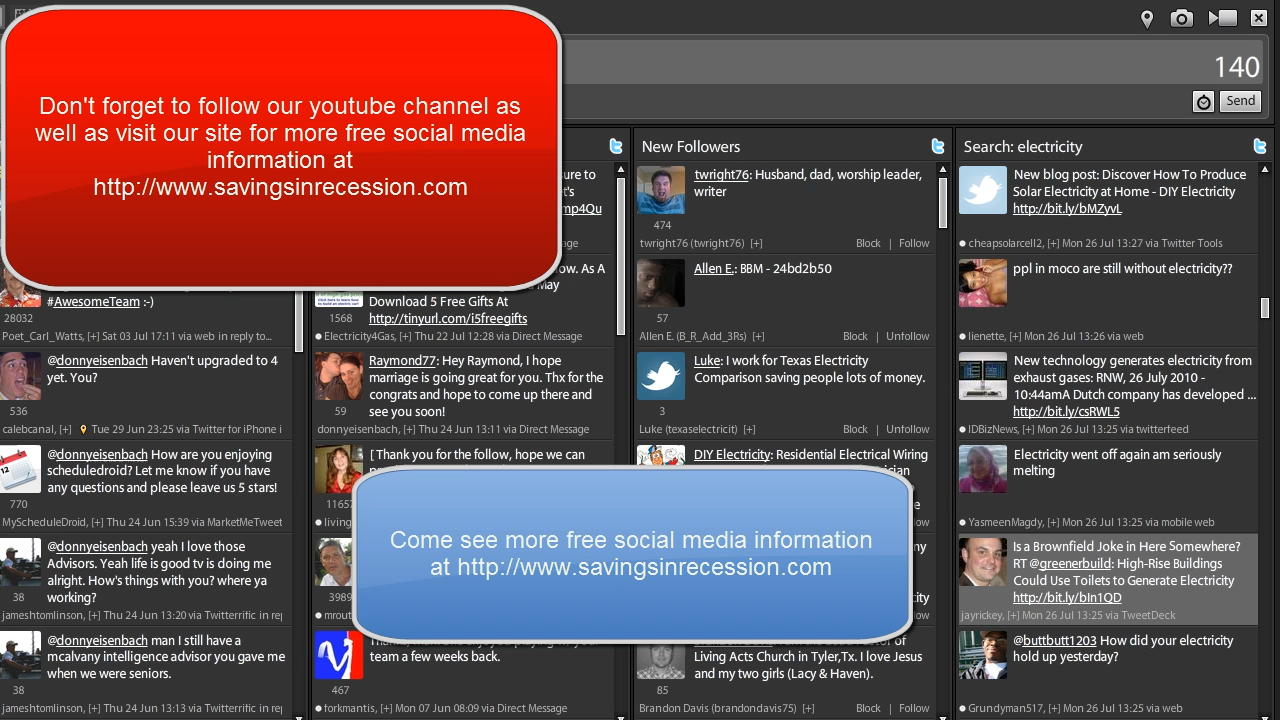 Don't forget to follow our youtube channel as
well as visit our site for more free social media
information at
http://www.savingsinrecession.com
140
Send
#AwesomeTeam :-)
28032
Poet_Carl_Watts, [+] Sat 03 Jul 17:11 via web in reply to...
@donnyeisenbach Haven't upgraded to 4
yet. You?
536
calebcanal, [+] Tue 29 Jun 23:25 via Twitter for iPhone i
@donnyeisenbach How are you enjoying
scheduledroid? Let me know if you have
any questions and please leave us 5 stars!
770
MyScheduleDroid, [+] Thu 24 Jun 15:39 via MarketMeTweet
@donnyeisenbach yeah I love those
Advisors. Yeah life is good tv is doing me
alright. How's things with you? where ya
working?
38
jameshtomlinson, [+] Thu 24 Jun 13:20 via Twitterrific in rep
@donnyeisenbach man I still have a
mcalvany intelligence advisor you gave me
when we were seniors.
38
jameshtomlinson, [+] Thu 24 Jun 13:13 via Twitterrific in rep
sure to
et's
mp4Qu
sage
ow. As A
May
Download 5 Free Gifts At
http://tinyurl.com/i5freegifts
1568
Electricity4Gas, [+] Thu 22 Jul 12:28 via Direct Message
Raymond77: Hey Raymond, I hope
marriage is going great for you. Thx for the
congrats and hope to come up there and
see you soon!
59
donnyeisenbach, [+] Thu 24 Jun 13:11 via Direct Message
[ Thank you for the follow, hope we can
1165
living
3989
mrout
team a few weeks back.
467
forkmantis, [+] Mon 07 Jun 08:09 via Direct Message
New Followers
twright76: Husband, dad, worship leader,
writer
474
twright76 (twright76) [+] Block | Follow
Allen E.: BBM - 24bd2b50
57
Allen E. (B_R_Add_3Rs) [+] Block | Unfollow
Luke: I work for Texas Electricity
Comparison saving people lots of money.
3
Luke (texaselectricit) [+] Block | Unfollow
DIY Electricity: Residential Electrical Wiring
Come see more free social media information
at http://www.savingsinrecession.com
Living Acts Church in Tyler,Tx. I love Jesus
and my two girls (Lacy & Haven).
85
Brandon Davis (brandondavis75) [+] Block | Follow
Search: electricity
New blog post: Discover How To Produce
Solar Electricity at Home - DIY Electricity
http://bit.ly/bMZyvL
cheapsolarcell2, [+] Mon 26 Jul 13:27 via Twitter Tools
ppl in moco are still without electricity??
lienette, [+] Mon 26 Jul 13:26 via web
New technology generates electricity from
exhaust gases: RNW, 26 July 2010 -
10:44amA Dutch company has developed ...
http://bit.ly/csRWL5
IDBizNews, [+] Mon 26 Jul 13:25 via twitterfeed
Electricity went off again am seriously
melting
YasmeenMagdy, [+] Mon 26 Jul 13:25 via mobile web
Is a Brownfield Joke in Here Somewhere?
RT @greenerbuild: High-Rise Buildings
Could Use Toilets to Generate Electricity
http://bit.ly/bIn1QD
jayrickey, [+] Mon 26 Jul 13:25 via TweetDeck
@buttbutt1203 How did your electricity
hold up yesterday?
Grundyman517, [+] Mon 26 Jul 13:25 via web